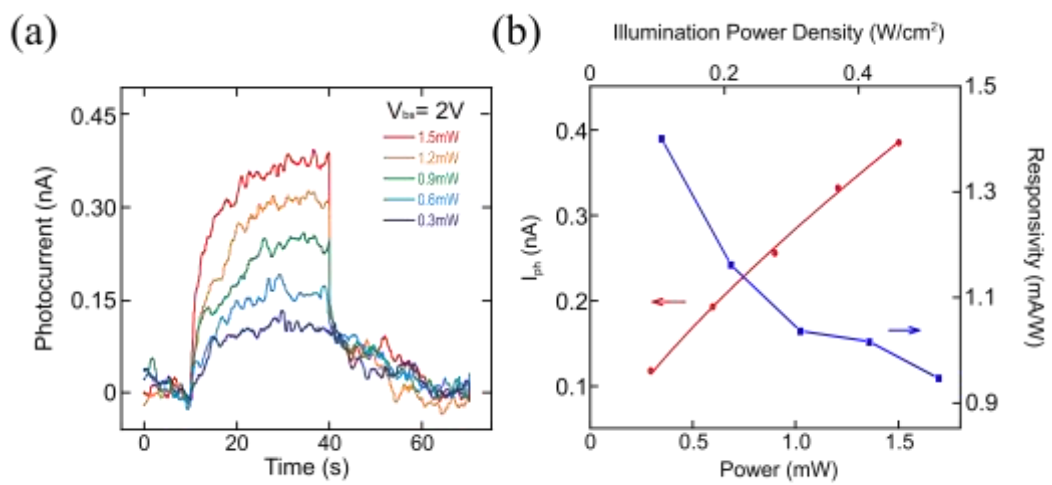 (a)
V_bs= 2V
1.5mW
1.2mW
0.9mW
0.6mW
0.3mW
0.45
0.30
0.15
0
Photocurrent (nA)
0
20
40
60
Time (s)
(b)
Illumination Power Density (W/cm²)
0
0.2
0.4
0.4
0.3
0.2
0.1
I_ph (nA)
1.5
1.3
1.1
0.9
Responsivity (mA/W)
0
0.5
1.0
1.5
Power (mW)